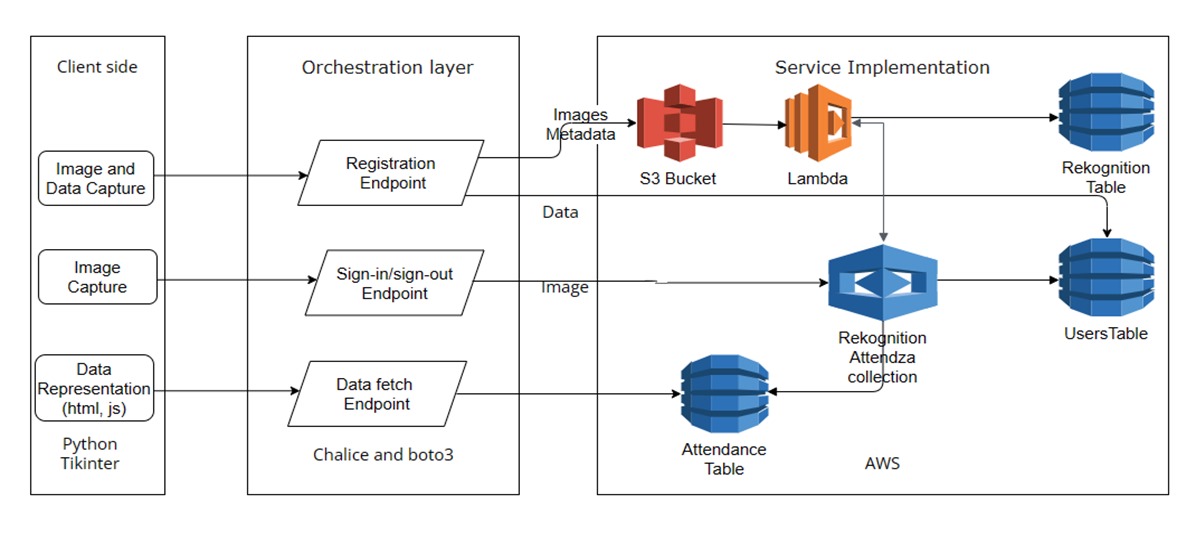 Client side
Orchestration layer
Service Implementation
Images
Metadata
Image and
Data Capture
Registration
Endpoint
S3 Bucket
Lambda
Rekognition
Table
Data
Image
Capture
Sign-in/sign-out
Endpoint
Image
Rekognition
Attendza
collection
UsersTable
Data
Representation
(html, js)
Data fetch
Endpoint
Attendance
Table
Python
Tikinter
Chalice and boto3
AWS